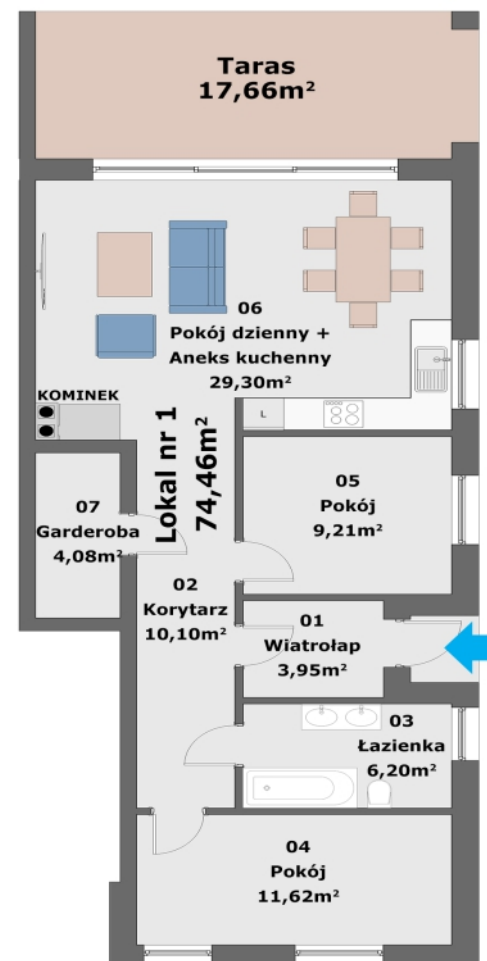 Taras
17,66m²
06
Pokój dzienny +
Aneks kuchenny
29,30m²
KOMINEK
Lokal nr 1
74,46m²
L
05
Pokój
9,21m²
07
Garderoba
4,08m²
02
Korytarz
10,10m²
01
Wiatrołap
3,95m²
03
Łazienka
6,20m²
04
Pokój
11,62m²